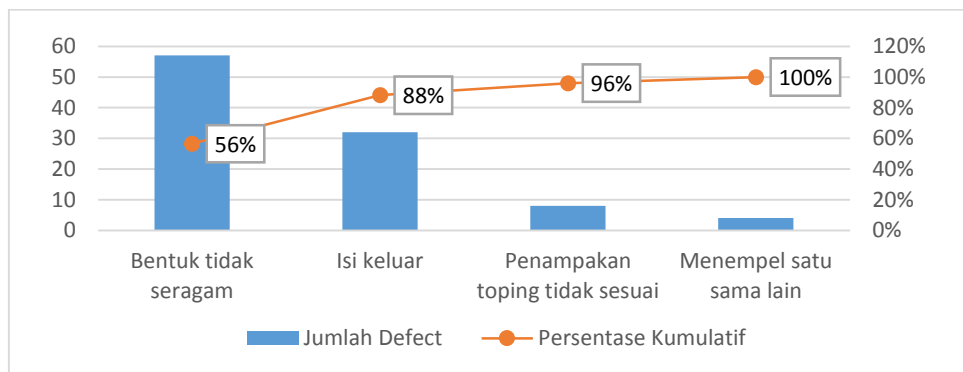 60
50
40
30
20
10
0
120%
100%
80%
60%
40%
20%
0%
56%
88%
96%
100%
Bentuk tidak
seragam
Isi keluar
Penampakan
toping tidak sesuai
Menempel satu
sama lain
Jumlah Defect
Persentase Kumulatif